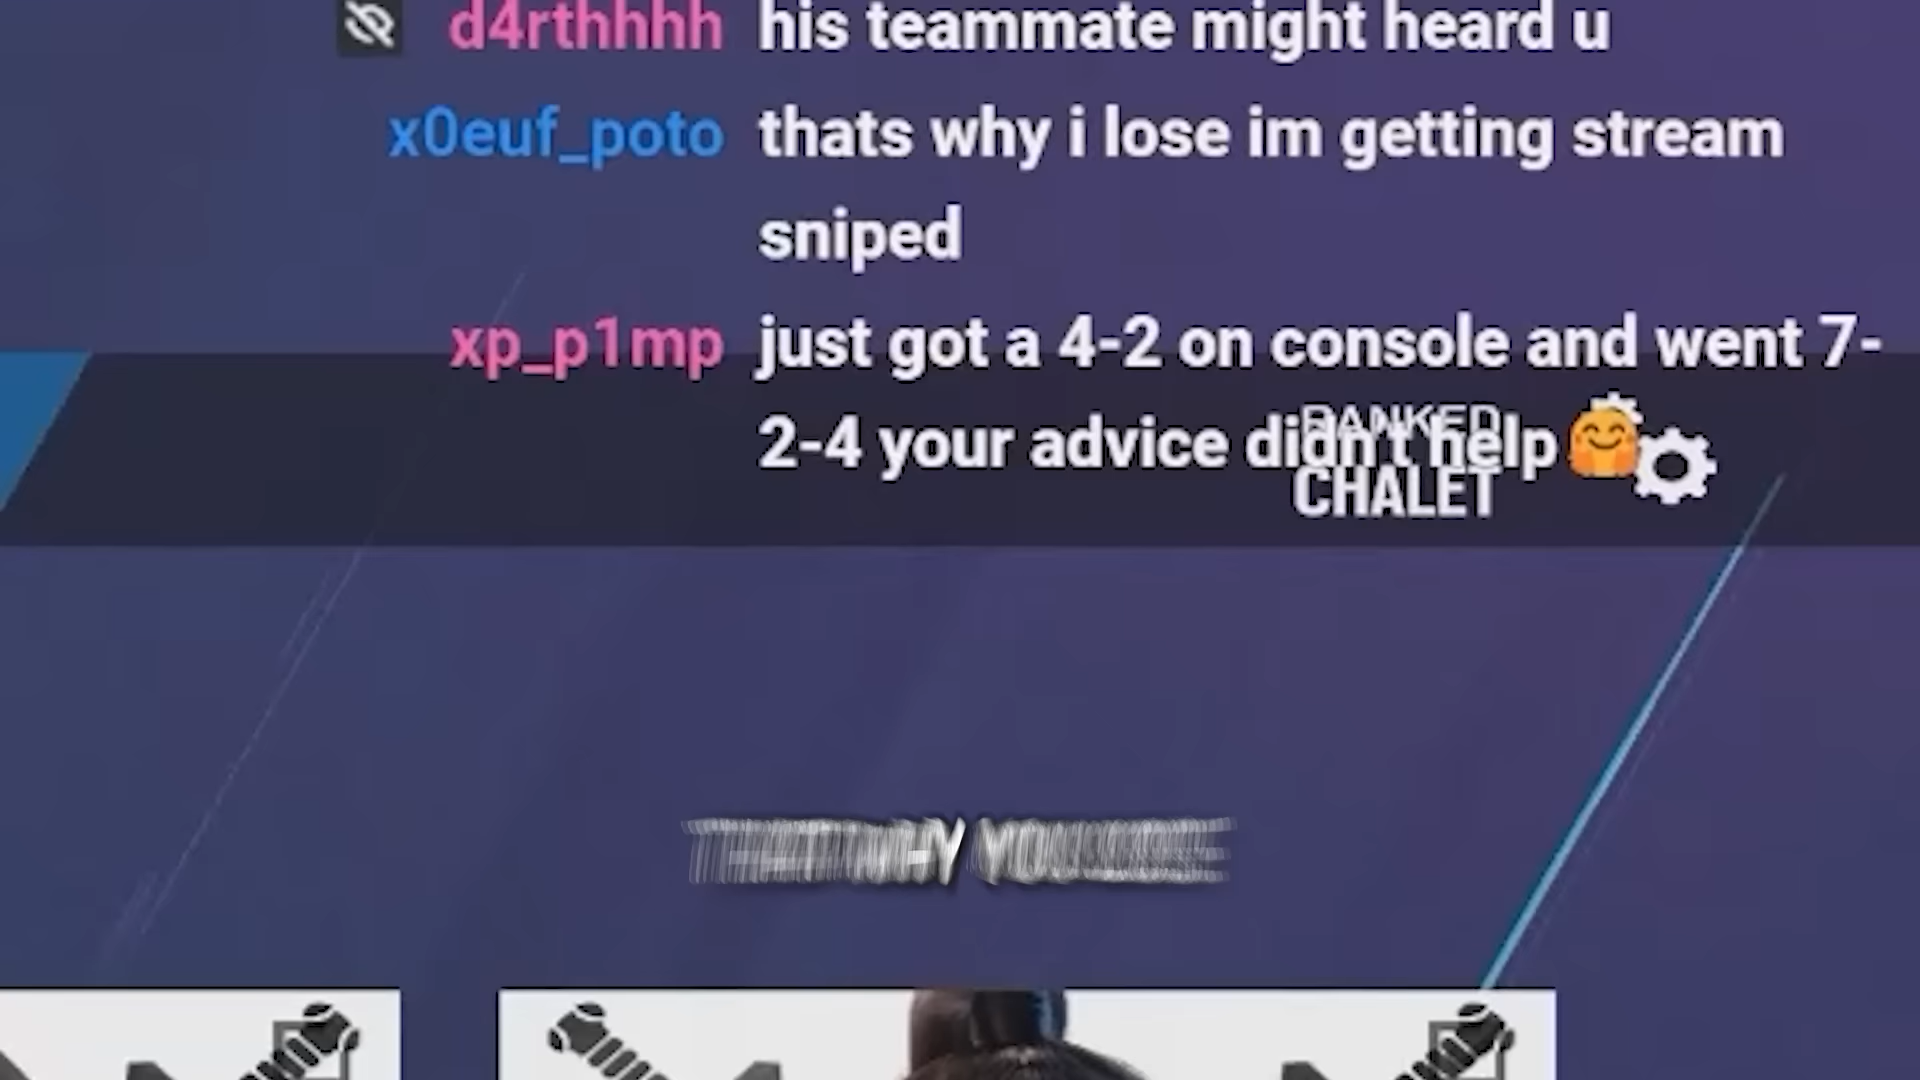 d4rthhhh his teammate might heard u
x0euf_poto thats why i lose im getting stream
sniped
xp_p1mp just got a 4-2 on console and went 7-
2-4 your advice didn't help 🤗
RANKED
CHALET